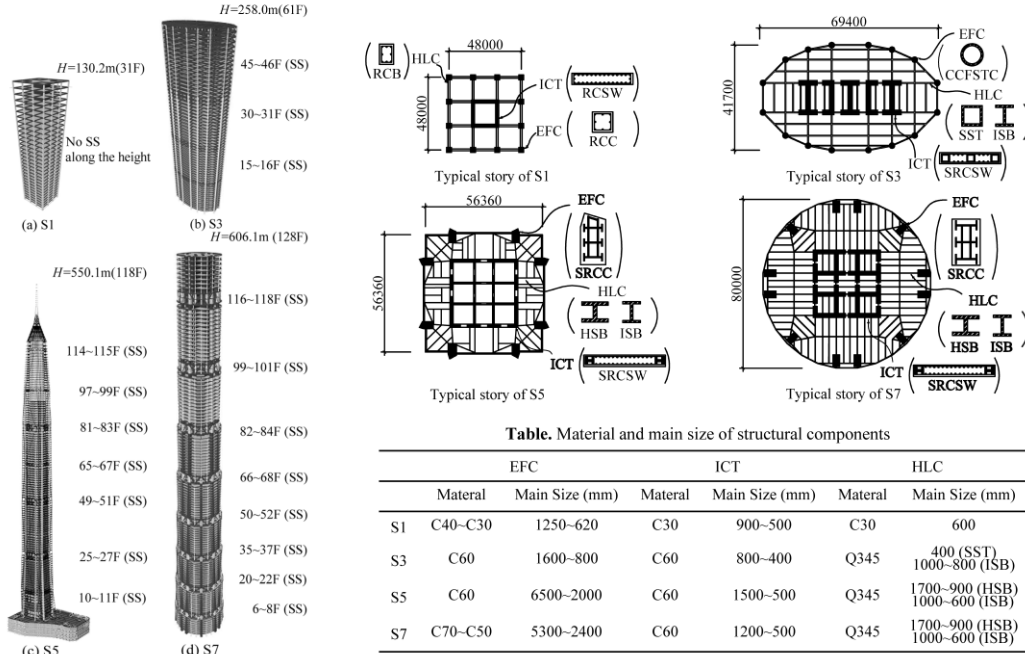 H=130.2m(31F)
No SS
along the height
(a) S1
H=258.0m(61F)
45~46F (SS)
30~31F (SS)
15~16F (SS)
(b) S3
H=550.1m(118F)
114~115F (SS)
97~99F (SS)
81~83F (SS)
65~67F (SS)
49~51F (SS)
25~27F (SS)
10~11F (SS)
(c) S5
H=606.1m (128F)
116~118F (SS)
99~101F (SS)
82~84F (SS)
66~68F (SS)
50~52F (SS)
35~37F (SS)
20~22F (SS)
6~8F (SS)
(d) S7
48000
48000
RCB
HLC
ICT
RCSW
EFC
RCC
Typical story of S1
69400
41700
EFC
CCFSTC
HLC
SST ISB
ICT
SRCSW
Typical story of S3
56360
56360
EFC
SRCC
HLC
HSB ISB
ICT
SRCSW
Typical story of S5
80000
EFC
SRCC
HLC
HSB ISB
ICT
SRCSW
Typical story of S7
Table. Material and main size of structural components
EFC ICT HLC
Materal Main Size (mm) Materal Main Size (mm) Materal Main Size (mm)
S1 C40~C30 1250~620 C30 900~500 C30 600
S3 C60 1600~800 C60 800~400 Q345 400 (SST)
1000~800 (ISB)
S5 C60 6500~2000 C60 1500~500 Q345 1700~900 (HSB)
1000~600 (ISB)
S7 C70~C50 5300~2400 C60 1200~500 Q345 1700~900 (HSB)
1000~600 (ISB)